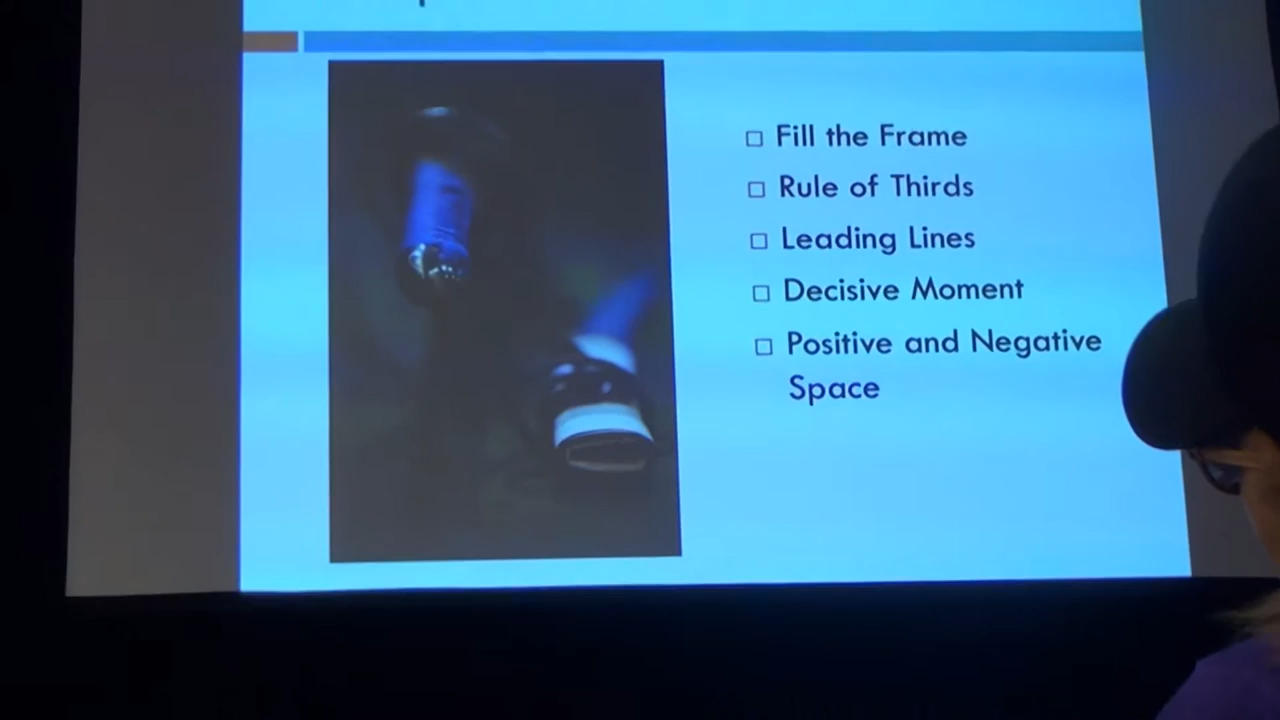 Fill the Frame
Rule of Thirds
Leading Lines
Decisive Moment
Positive and Negative
Space